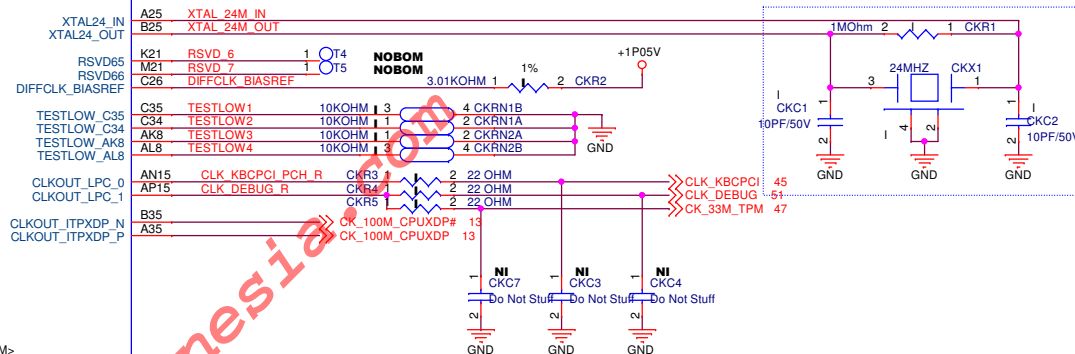 XTAL24_IN A25 XTAL_24M_IN
XTAL24_OUT B25 XTAL_24M_OUT
1MOhm 2 I 1 CKR1
RSVD65 K21 RSVD_6 1 T4 NOBOM
RSVD66 M21 RSVD_7 1 T5 NOBOM
+1P05V
24MHZ CKX1
3 1
4 2
I
DIFFCLK_BIASREF C26 DIFFCLK_BIASREF 3.01KOHM 1 1% 2 CKR2
I
CKC1
10PF/50V
1
2
GND
GND
CKC2
10PF/50V
1
2
GND
TESTLOW_C35 C35 TESTLOW1 10KOHM 3 4 CKRN1B
TESTLOW_C34 C34 TESTLOW2 10KOHM 1 2 CKRN1A
TESTLOW_AK8 AK8 TESTLOW3 10KOHM 1 2 CKRN2A
TESTLOW_AL8 AL8 TESTLOW4 10KOHM 3 4 CKRN2B
GND
CLKOUT_LPC_0 AN15 CLK_KBCPCI_PCH_R CKR3 1 2 22 OHM CLK_KBCPCI 45
CLKOUT_LPC_1 AP15 CLK_DEBUG_R CKR4 1 2 22 OHM CLK_DEBUG 51
CKR5 1 2 22 OHM CK_33M_TPM 47
CLKOUT_ITPXDP_N B35 CK_100M_CPUXDP# 13
CLKOUT_ITPXDP_P A35 CK_100M_CPUXDP 13
1 NI 1 NI 1 NI
CKC7 CKC3 CKC4
Do Not Stuff Do Not Stuff Do Not Stuff
2 2 2
GND GND GND
nesia.com
M>